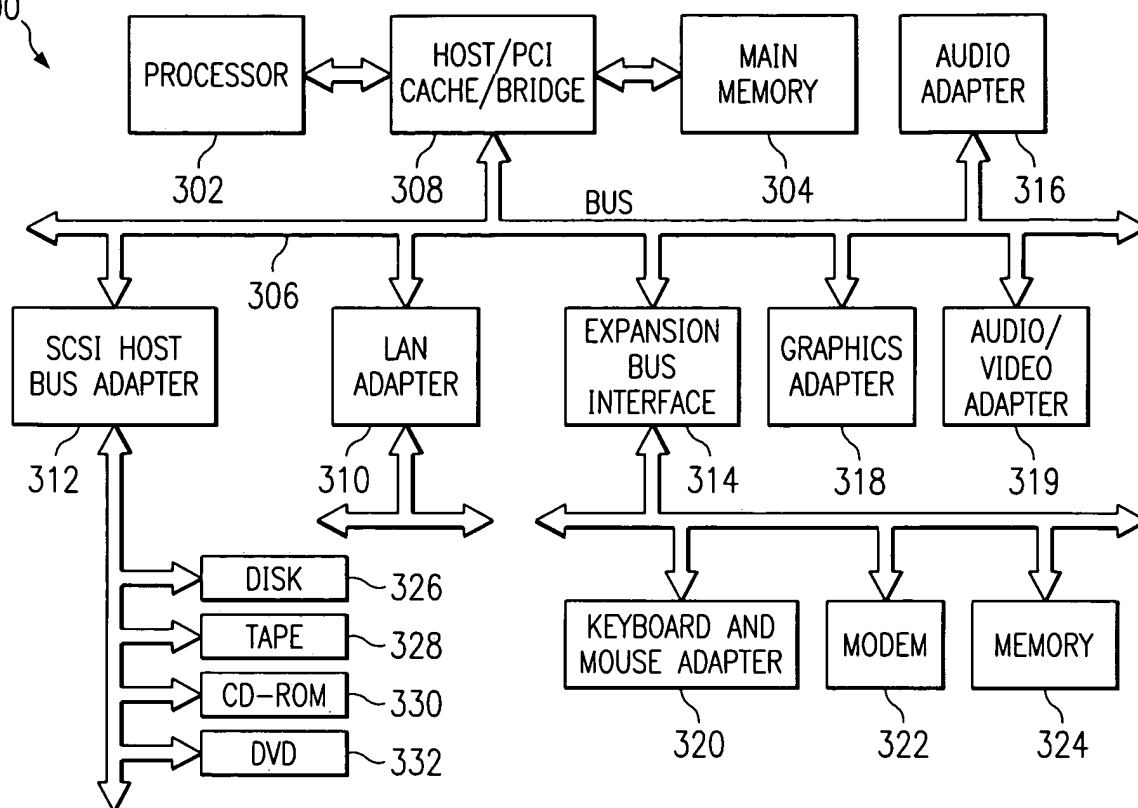 PROCESSOR
HOST/PCI
CACHE/BRIDGE
MAIN
MEMORY
AUDIO
ADAPTER
302
308
304
316
BUS
306
SCSI HOST
BUS ADAPTER
LAN
ADAPTER
EXPANSION
BUS
INTERFACE
GRAPHICS
ADAPTER
AUDIO/
VIDEO
ADAPTER
312
310
314
318
319
DISK
326
TAPE
328
CD-ROM
330
DVD
332
KEYBOARD AND
MOUSE ADAPTER
MODEM
MEMORY
320
322
324